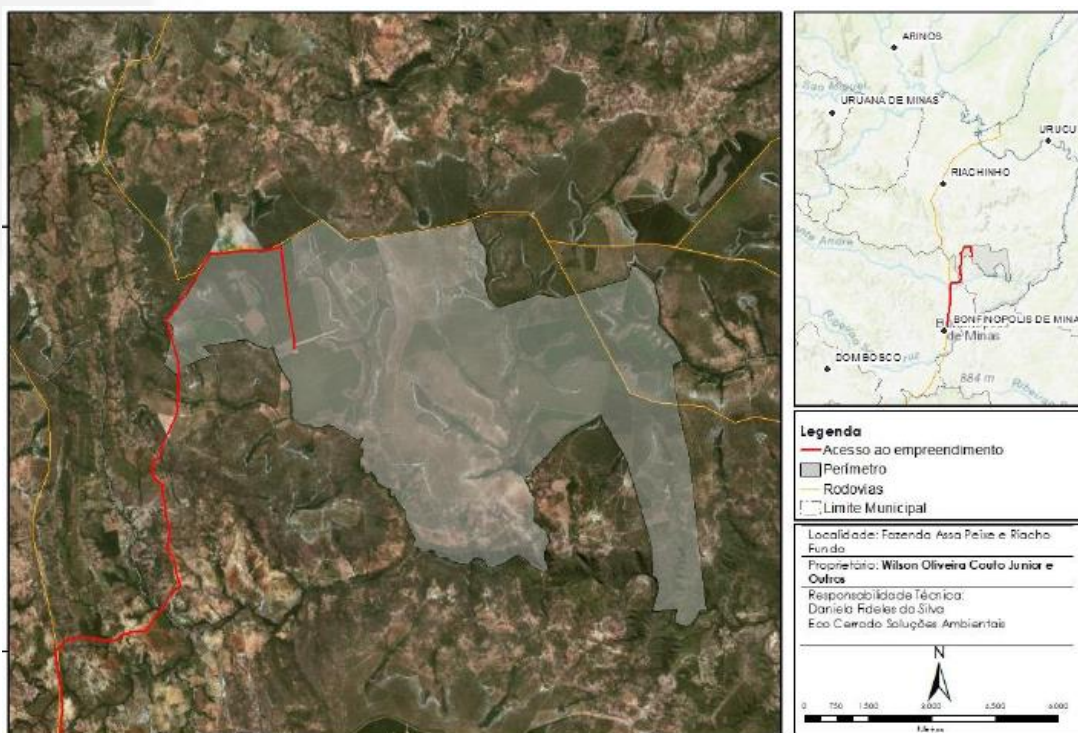 ARINOS
URUANA DE MINAS
URUCU
RIACHINHO
BONFINOPOLIS DE MINA
de Minas
DOM BOSCO
884 m
Legenda
Acesso ao empreendimento
Perímetro
Rodovias
Limite Municipal
Localidade: Fazenda Assa Peixe e Riacho
Fundo
Proprietário: Wilson Oliveira Couto Junior e
Outros
Responsabilidade Técnica:
Daniela Fideles da Silva
Eco Cerrado Soluções Ambientais
N
0 750 1.500 3.000 4.500 6.000
Metros